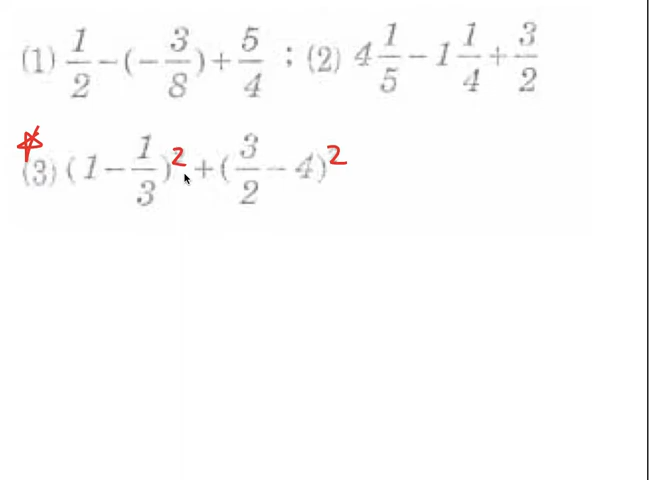 (1) 1/2 - (-3/8) + 5/4 ; (2) 4 1/5 - 1 1/4 + 3/2
(3) (1 - 1/3)² + (3/2 - 4)²